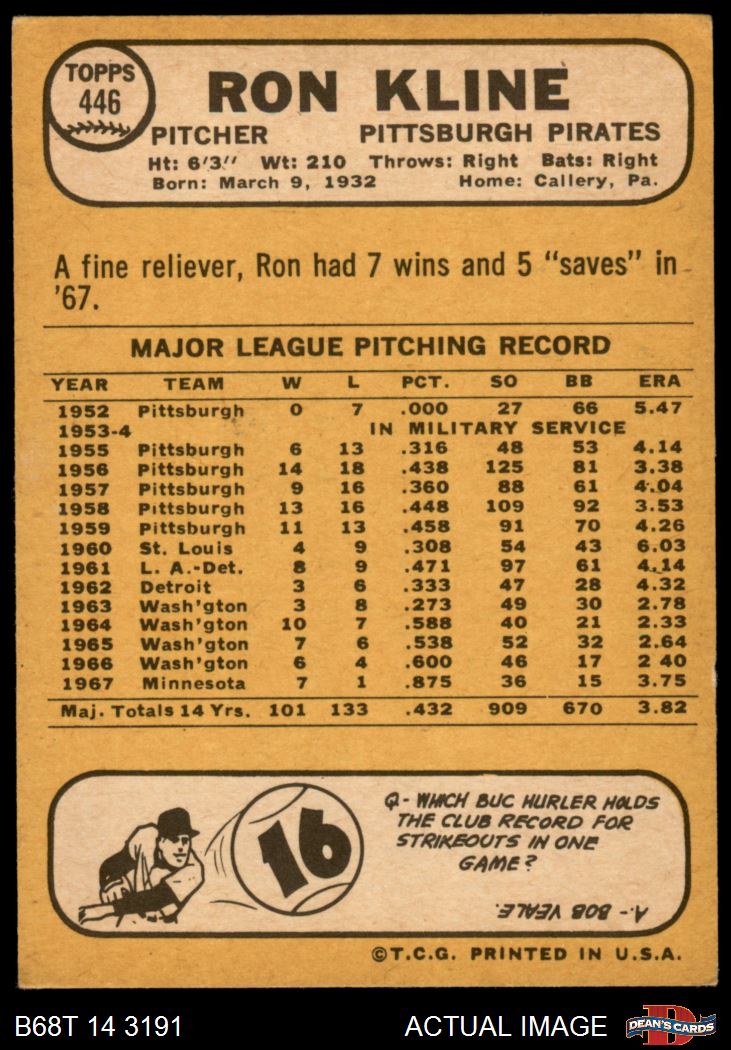 TOPPS
446
RON KLINE
PITCHER PITTSBURGH PIRATES
Ht: 6'3" Wt: 210 Throws: Right Bats: Right
Born: March 9, 1932 Home: Callery, Pa.
A fine reliever, Ron had 7 wins and 5 "saves" in
'67.
MAJOR LEAGUE PITCHING RECORD
YEAR TEAM W L PCT. SO BB ERA
1952 Pittsburgh 0 7 .000 27 66 5.47
1953-4 IN MILITARY SERVICE
1955 Pittsburgh 6 13 .316 48 53 4.14
1956 Pittsburgh 14 18 .438 125 81 3.38
1957 Pittsburgh 9 16 .360 88 61 4.04
1958 Pittsburgh 13 16 .448 109 92 3.53
1959 Pittsburgh 11 13 .458 91 70 4.26
1960 St. Louis 4 9 .308 54 43 6.03
1961 L. A.-Det. 8 9 .471 97 61 4.14
1962 Detroit 3 6 .333 47 28 4.32
1963 Wash'gton 3 8 .273 49 30 2.78
1964 Wash'gton 10 7 .588 40 21 2.33
1965 Wash'gton 7 6 .538 52 32 2.64
1966 Wash'gton 6 4 .600 46 17 2 40
1967 Minnesota 7 1 .875 36 15 3.75
Maj. Totals 14 Yrs. 101 133 .432 909 670 3.82
16
Q- WHICH BUC HURLER HOLDS
THE CLUB RECORD FOR
STRIKEOUTS IN ONE
GAME?
A- BOB VEALE.
©T.C.G. PRINTED IN U.S.A.
B68T 14 3191 ACTUAL IMAGE
DEAN'S CARDS